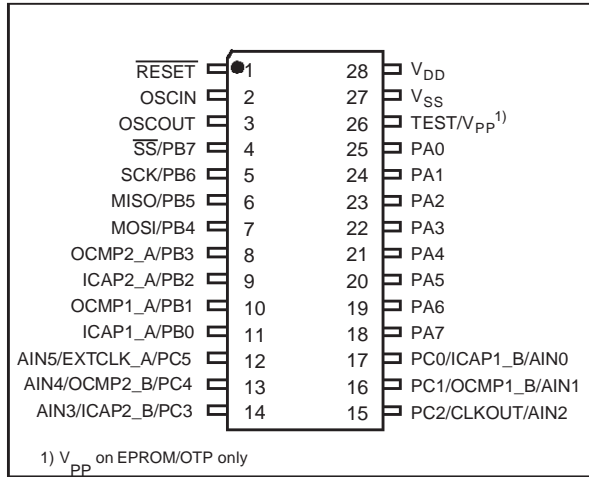 RESET 1 28 VDD
OSCIN 2 27 VSS
OSCOUT 3 26 TEST/VPP1)
SS/PB7 4 25 PA0
SCK/PB6 5 24 PA1
MISO/PB5 6 23 PA2
MOSI/PB4 7 22 PA3
OCMP2_A/PB3 8 21 PA4
ICAP2_A/PB2 9 20 PA5
OCMP1_A/PB1 10 19 PA6
ICAP1_A/PB0 11 18 PA7
AIN5/EXTCLK_A/PC5 12 17 PC0/ICAP1_B/AIN0
AIN4/OCMP2_B/PC4 13 16 PC1/OCMP1_B/AIN1
AIN3/ICAP2_B/PC3 14 15 PC2/CLKOUT/AIN2
1) VPP on EPROM/OTP only